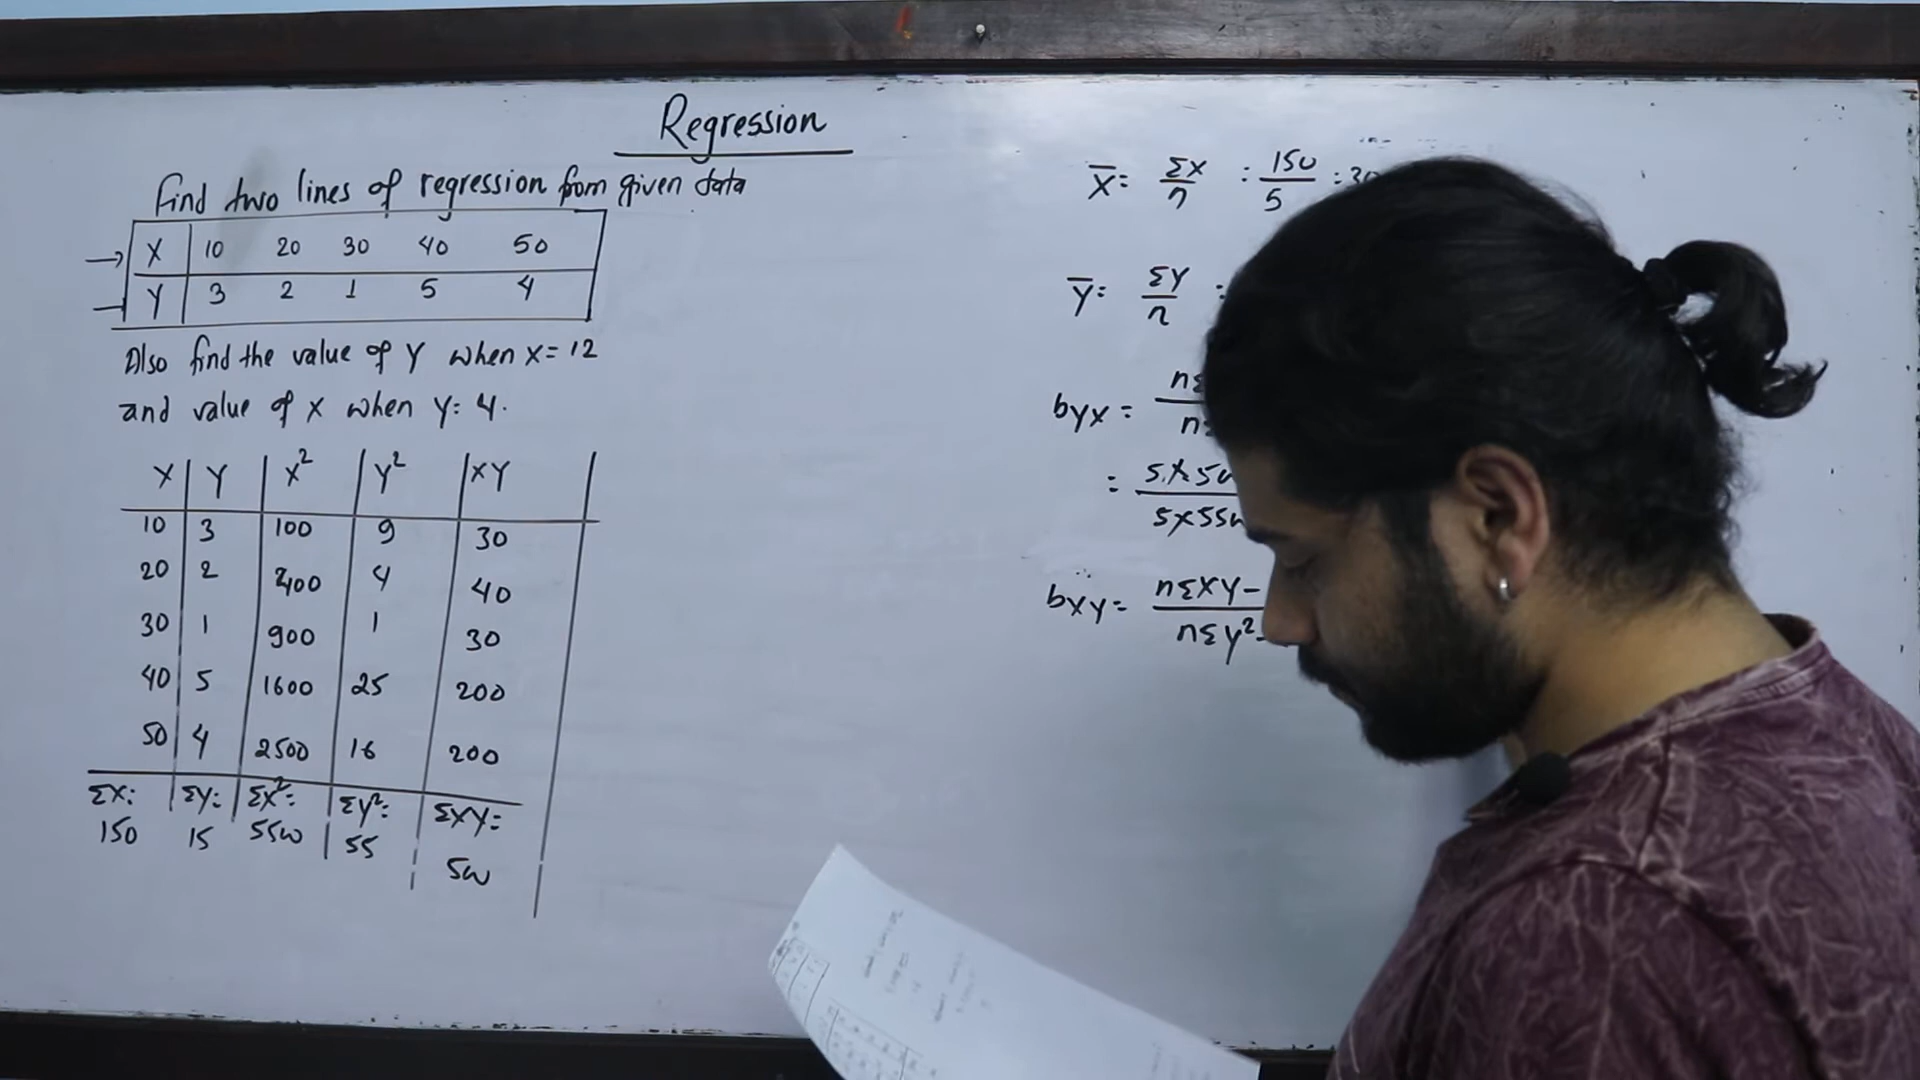 Regression
Find two lines of regression from given data
X 10 20 30 40 50
Y 3 2 1 5 4
Also find the value of Y when X = 12
and value of X when Y = 4.
X Y X² Y² XY
10 3 100 9 30
20 2 400 4 40
30 1 900 1 30
40 5 1600 25 200
50 4 2500 16 200
ΣX = ΣY = ΣX² = ΣY² = ΣXY =
150 15 5500 55 500
X̄ = ΣX/n = 150/5 = 30
Ȳ = ΣY/n =
bYX =
=
bXY = nΣXY - / nΣY² -